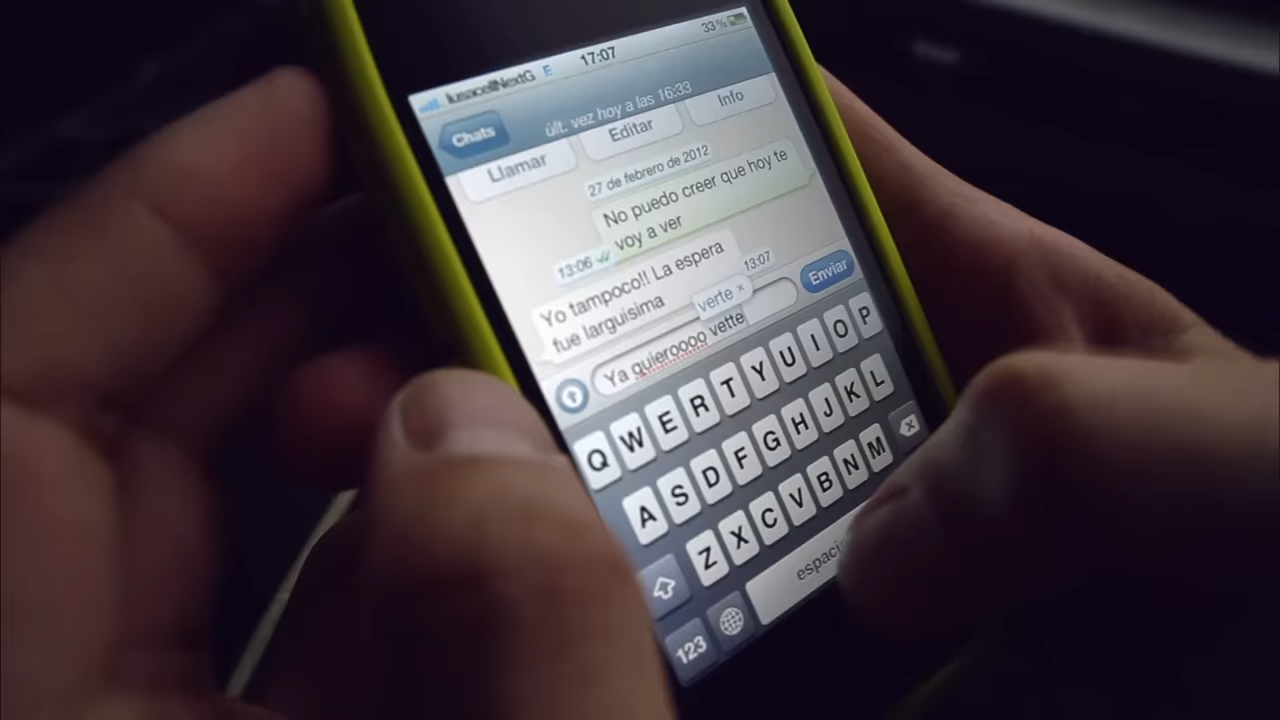 IusacellNextG E 17:07 33%
Chats
últ. vez hoy a las 16:33
Llamar Editar Info
27 de febrero de 2012
No puedo creer que hoy te
voy a ver
13:06
Yo tampoco!! La espera
fue larguisima
13:07
verte ×
Ya quieroooo vette
Enviar
Q W E R T Y U I O P
A S D F G H J K L
Z X C V B N M
123 espaci